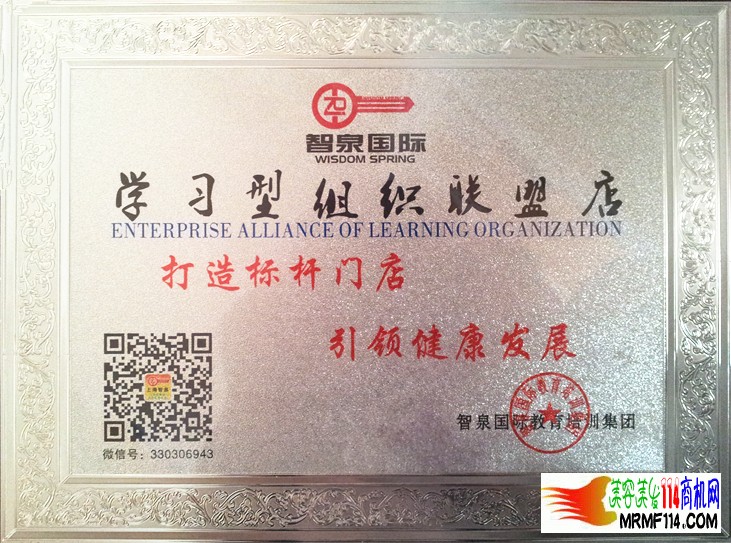 智泉国际
WISDOM SPRING
学习型组织联盟店
ENTERPRISE ALLIANCE OF LEARNING ORGANIZATION
打造标杆门店
引领健康发展
智泉国际教育培训集团
微信号：330306943
美容美发114商机网
MRMF114.COM